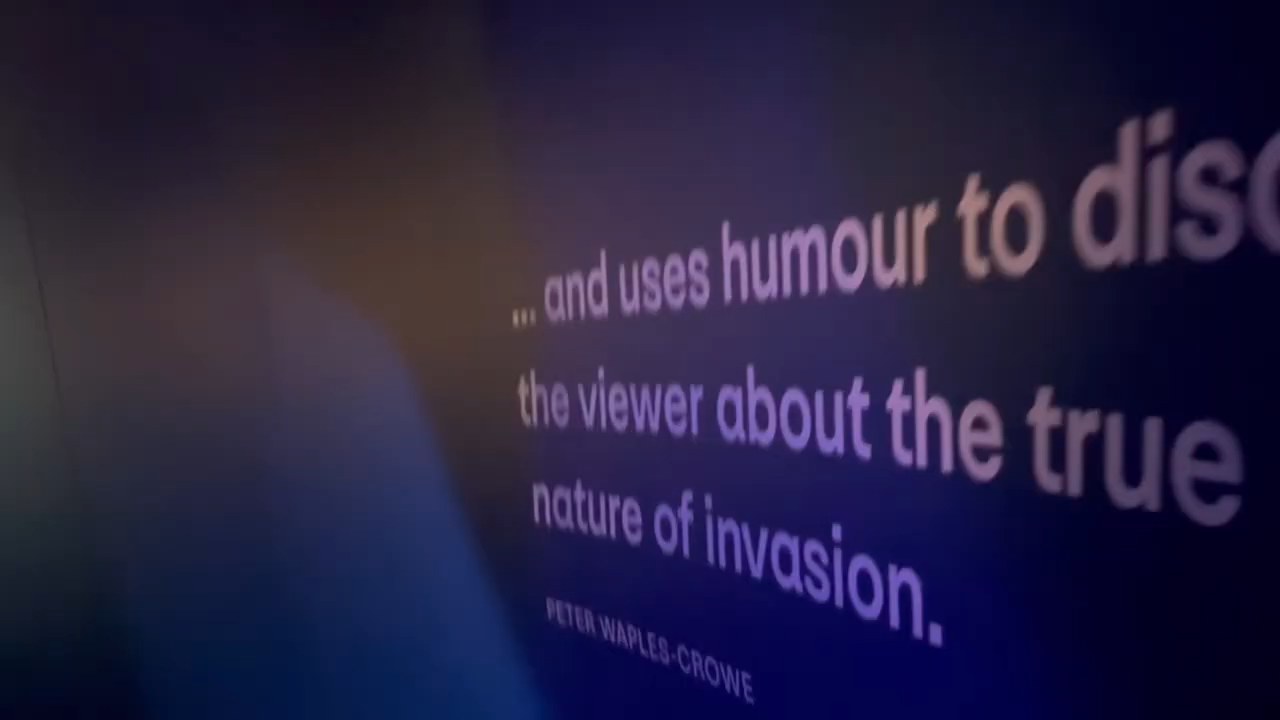 ... and uses humour to
the viewer about the true
nature of invasion.
PETER WAPLES-CROWE